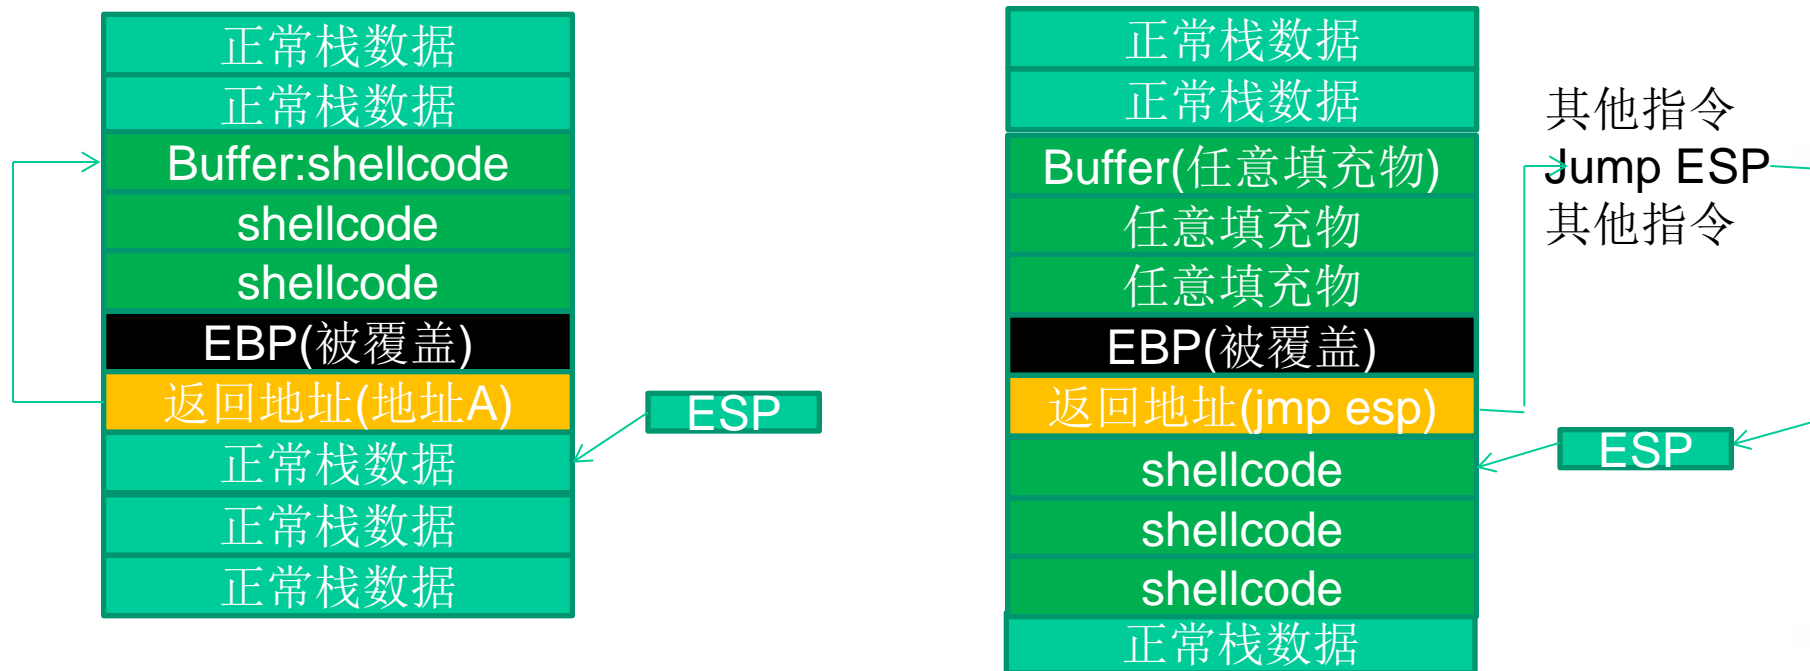 正常栈数据
正常栈数据
Buffer:shellcode
shellcode
shellcode
EBP(被覆盖)
返回地址(地址A)
正常栈数据
正常栈数据
正常栈数据
ESP
正常栈数据
正常栈数据
Buffer(任意填充物)
任意填充物
任意填充物
EBP(被覆盖)
返回地址(jmp esp)
shellcode
shellcode
shellcode
正常栈数据
其他指令
Jump ESP
其他指令
ESP